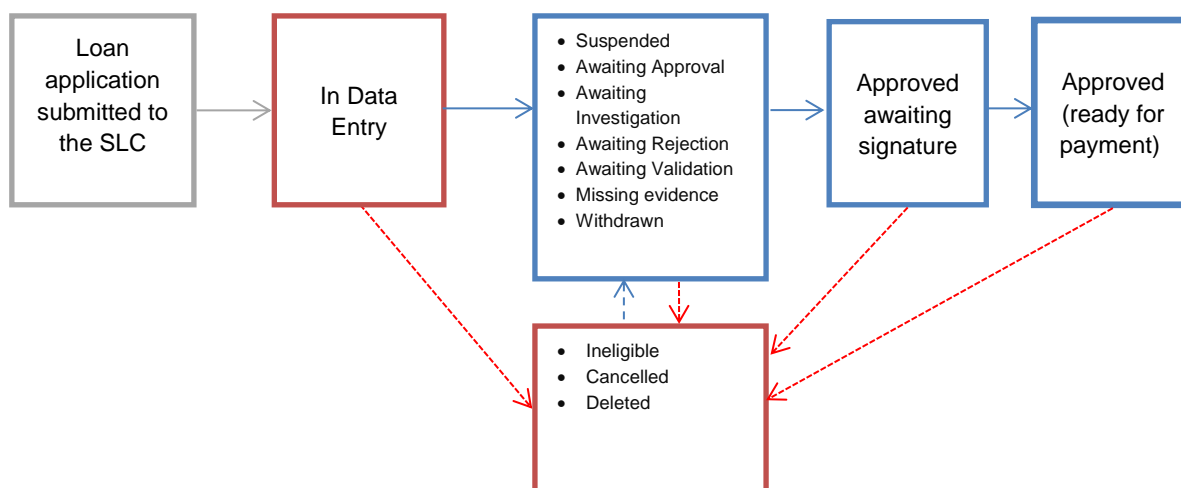 Loan
application
submitted to
the SLC
In Data
Entry
• Suspended
• Awaiting Approval
• Awaiting
Investigation
• Awaiting Rejection
• Awaiting Validation
• Missing evidence
• Withdrawn
Approved
awaiting
signature
Approved
(ready for
payment)
• Ineligible
• Cancelled
• Deleted